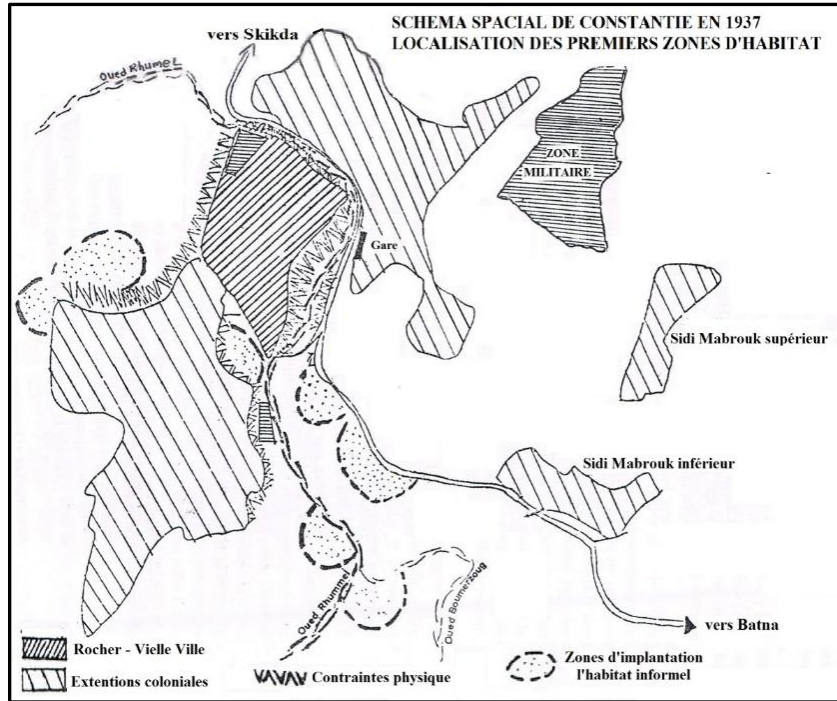 SCHEMA SPACIAL DE CONSTANTIE EN 1937
LOCALISATION DES PREMIERS ZONES D'HABITAT
vers Skikda
Oued Rhumel
ZONE
MILITAIRE
Gare
Sidi Mabrouk supérieur
Sidi Mabrouk inférieur
Oued Rhummel
Oued Boumerzoug
vers Batna
Rocher - Vielle Ville
Extentions coloniales
Contraintes physique
Zones d'implantation
l'habitat informel